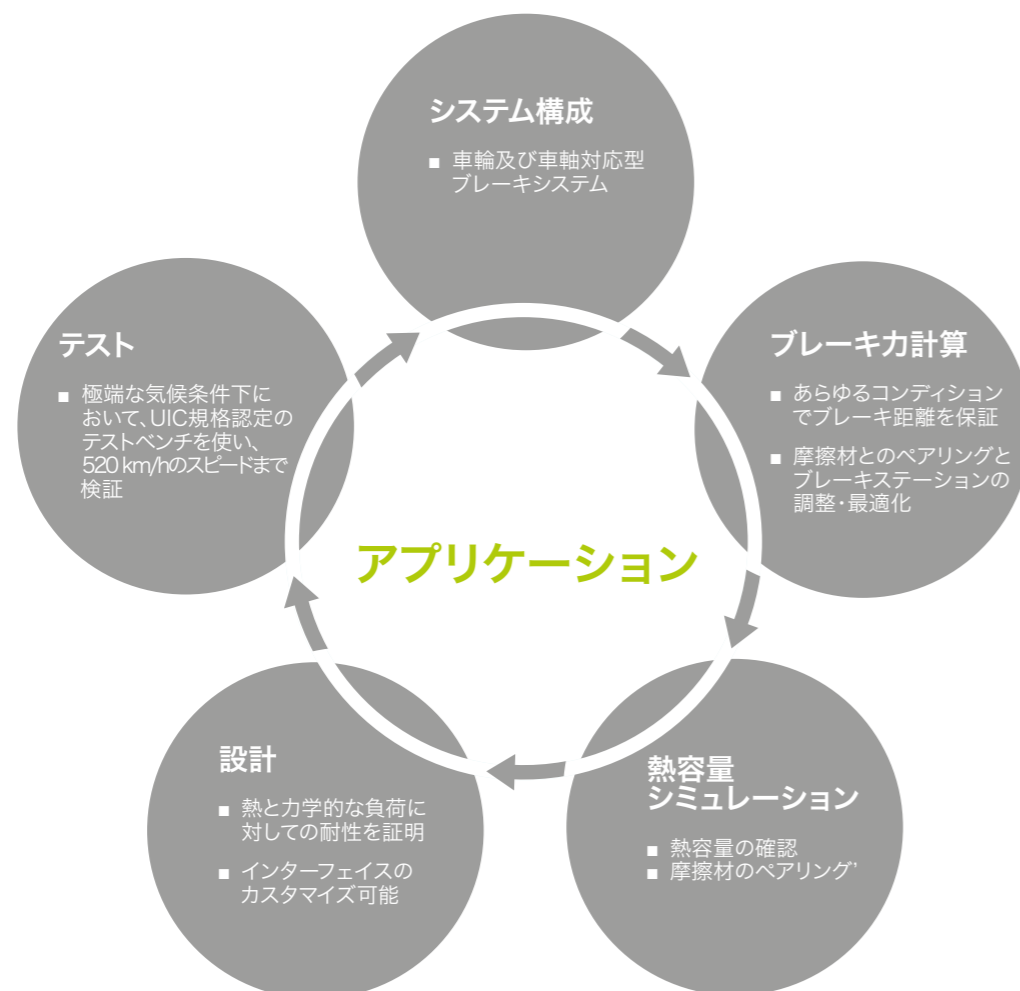 システム構成
■ 車輪及び車軸対応型
ブレーキシステム
ブレーキ力計算
■ あらゆるコンディション
でブレーキ距離を保証
■ 摩擦材とのペアリングと
ブレーキステーションの
調整・最適化
熱容量
シミュレーション
■ 熱容量の確認
■ 摩擦材のペアリング’
設計
■ 熱と力学的な負荷に
対しての耐性を証明
■ インターフェイスの
カスタマイズ可能
テスト
■ 極端な気候条件下に
おいて、UIC規格認定の
テストベンチを使い、
520 km/hのスピードまで
検証
アプリケーション